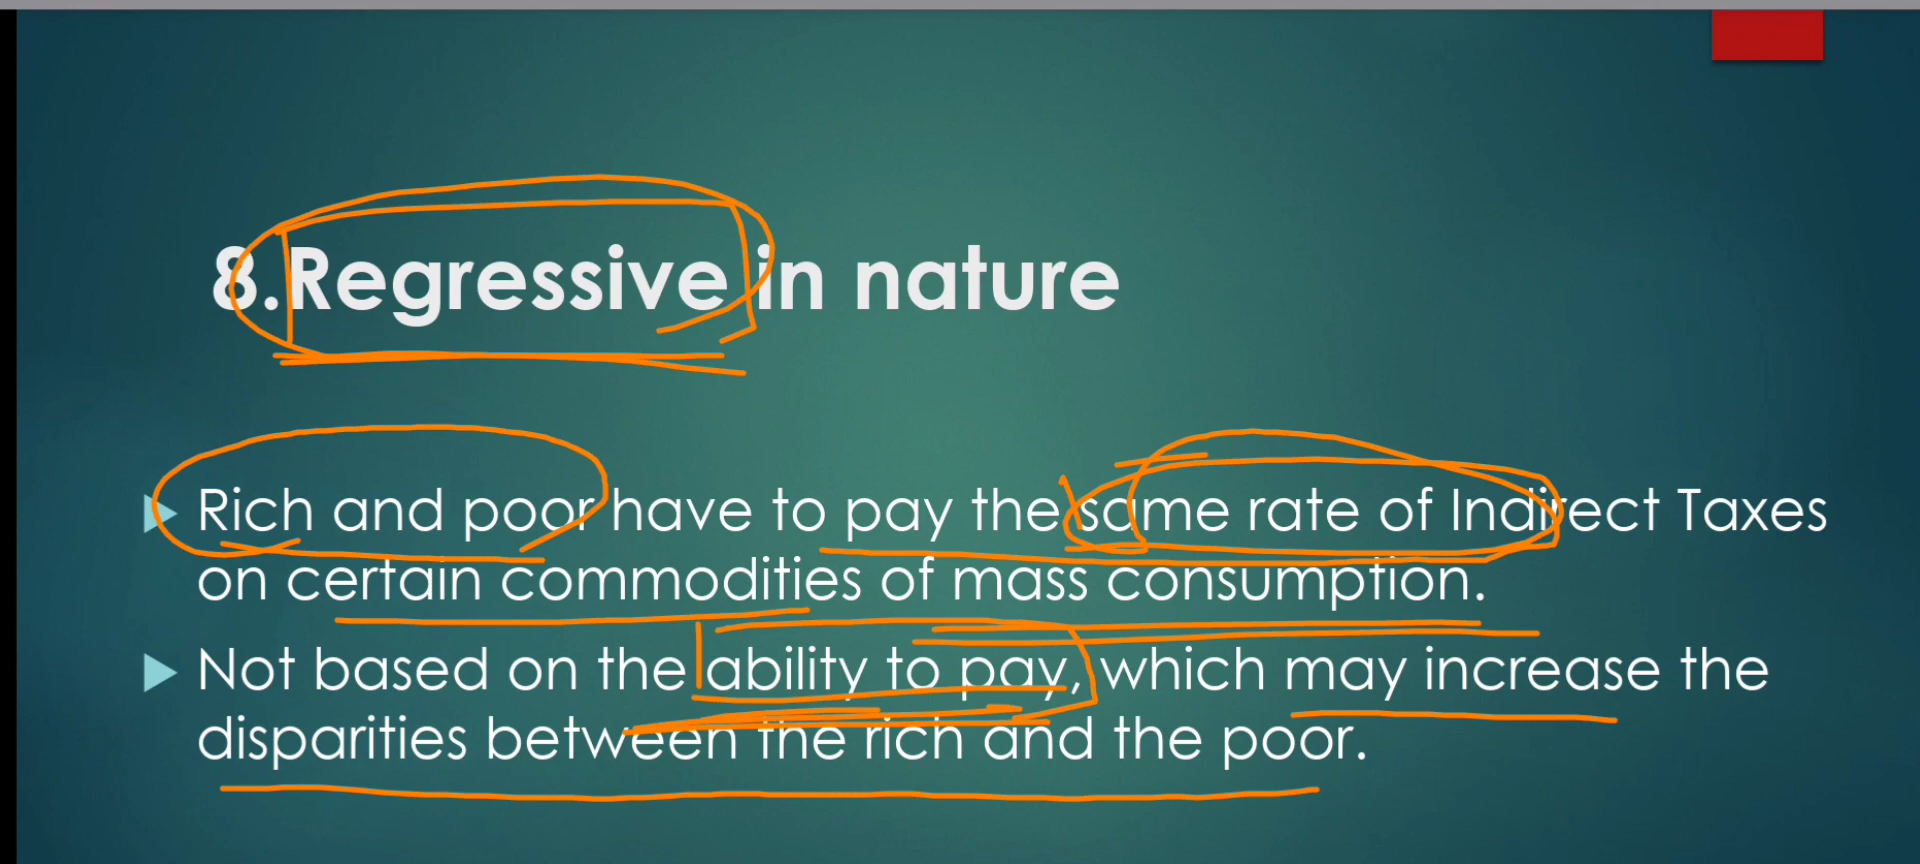 8.Regressive in nature
Rich and poor have to pay the same rate of Indirect Taxes
on certain commodities of mass consumption.
Not based on the ability to pay, which may increase the
disparities between the rich and the poor.